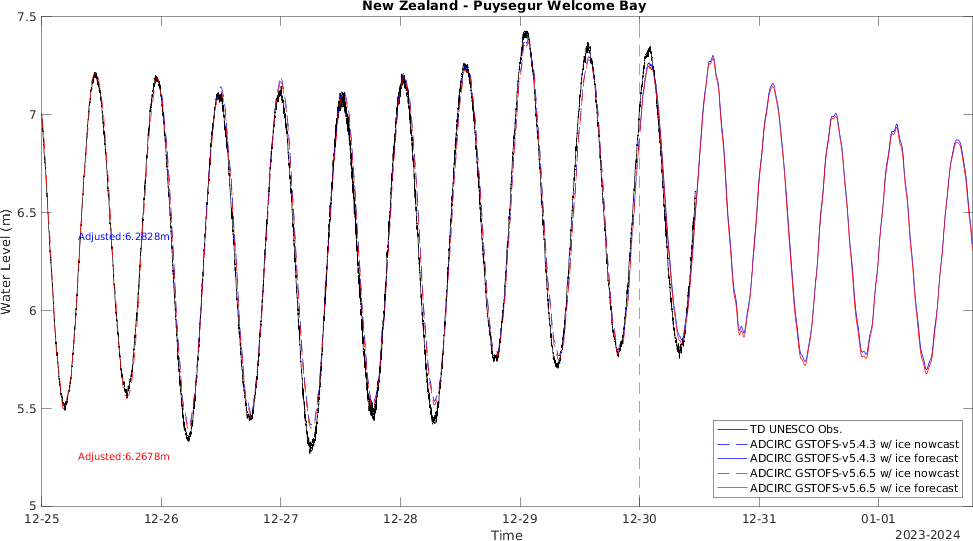 New Zealand - Puysegur Welcome Bay
7.5
7
6.5
6
5.5
5
Water Level (m)
Adjusted:6.2828m
Adjusted:6.2678m
TD UNESCO Obs.
ADCIRC GSTOFS-v5.4.3 w/ ice nowcast
ADCIRC GSTOFS-v5.4.3 w/ ice forecast
ADCIRC GSTOFS-v5.6.5 w/ ice nowcast
ADCIRC GSTOFS-v5.6.5 w/ ice forecast
12-25 12-26 12-27 12-28 12-29 12-30 12-31 01-01
Time
2023-2024